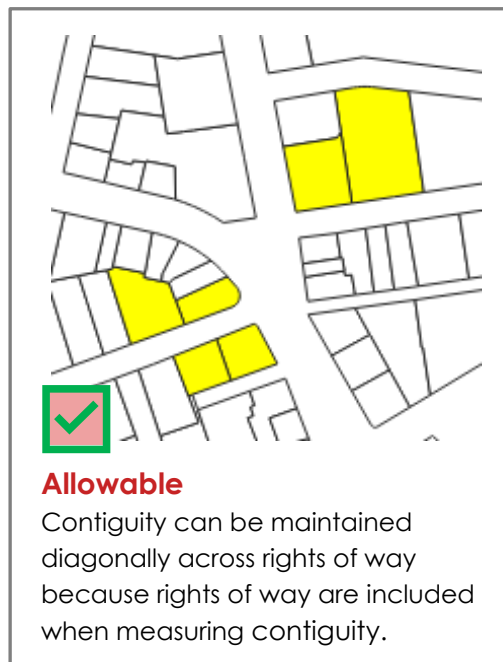 Allowable
Contiguity can be maintained
diagonally across rights of way
because rights of way are included
when measuring contiguity.